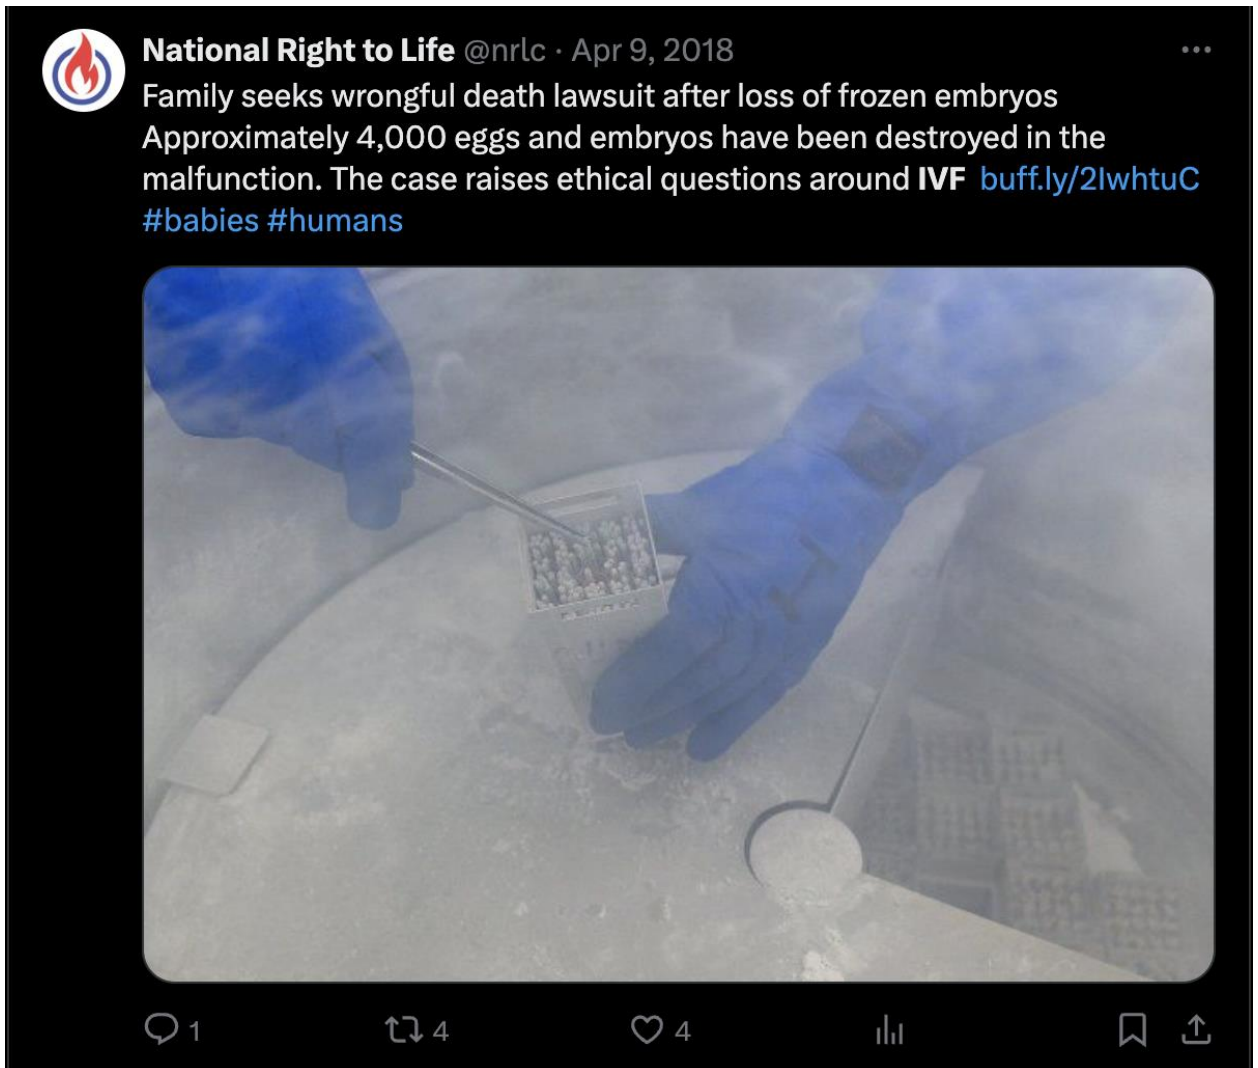 National Right to Life @nrlc · Apr 9, 2018
Family seeks wrongful death lawsuit after loss of frozen embryos
Approximately 4,000 eggs and embryos have been destroyed in the
malfunction. The case raises ethical questions around IVF buff.ly/2IwhtuC
#babies #humans
1 4 4